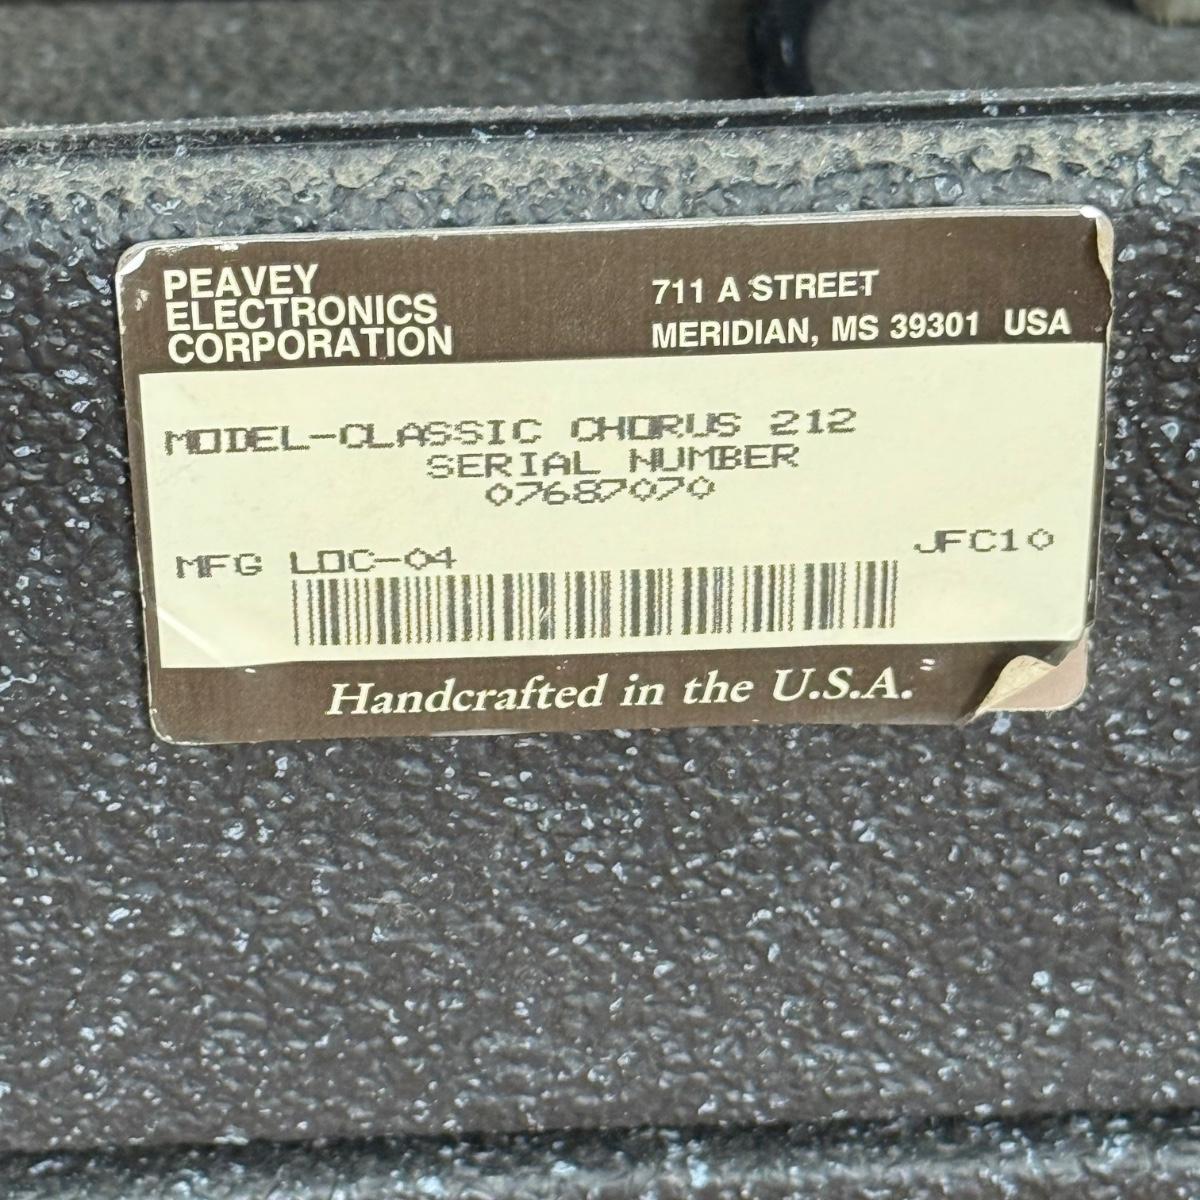 PEAVEY
ELECTRONICS
CORPORATION
711 A STREET
MERIDIAN, MS 39301 USA
MODEL-CLASSIC CHORUS 212
SERIAL NUMBER
07687070
MFG LOC-04
JFC10
Handcrafted in the U.S.A.